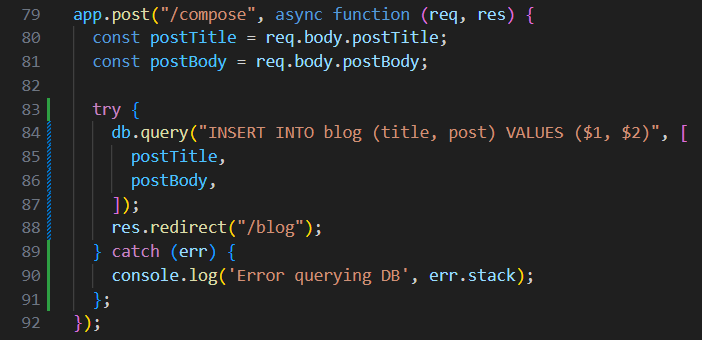 79 app.post("/compose", async function (req, res) {
80   const postTitle = req.body.postTitle;
81   const postBody = req.body.postBody;
82
83   try {
84     db.query("INSERT INTO blog (title, post) VALUES ($1, $2)", [
85       postTitle,
86       postBody,
87     ]);
88     res.redirect("/blog");
89   } catch (err) {
90     console.log('Error querying DB', err.stack);
91   };
92 });